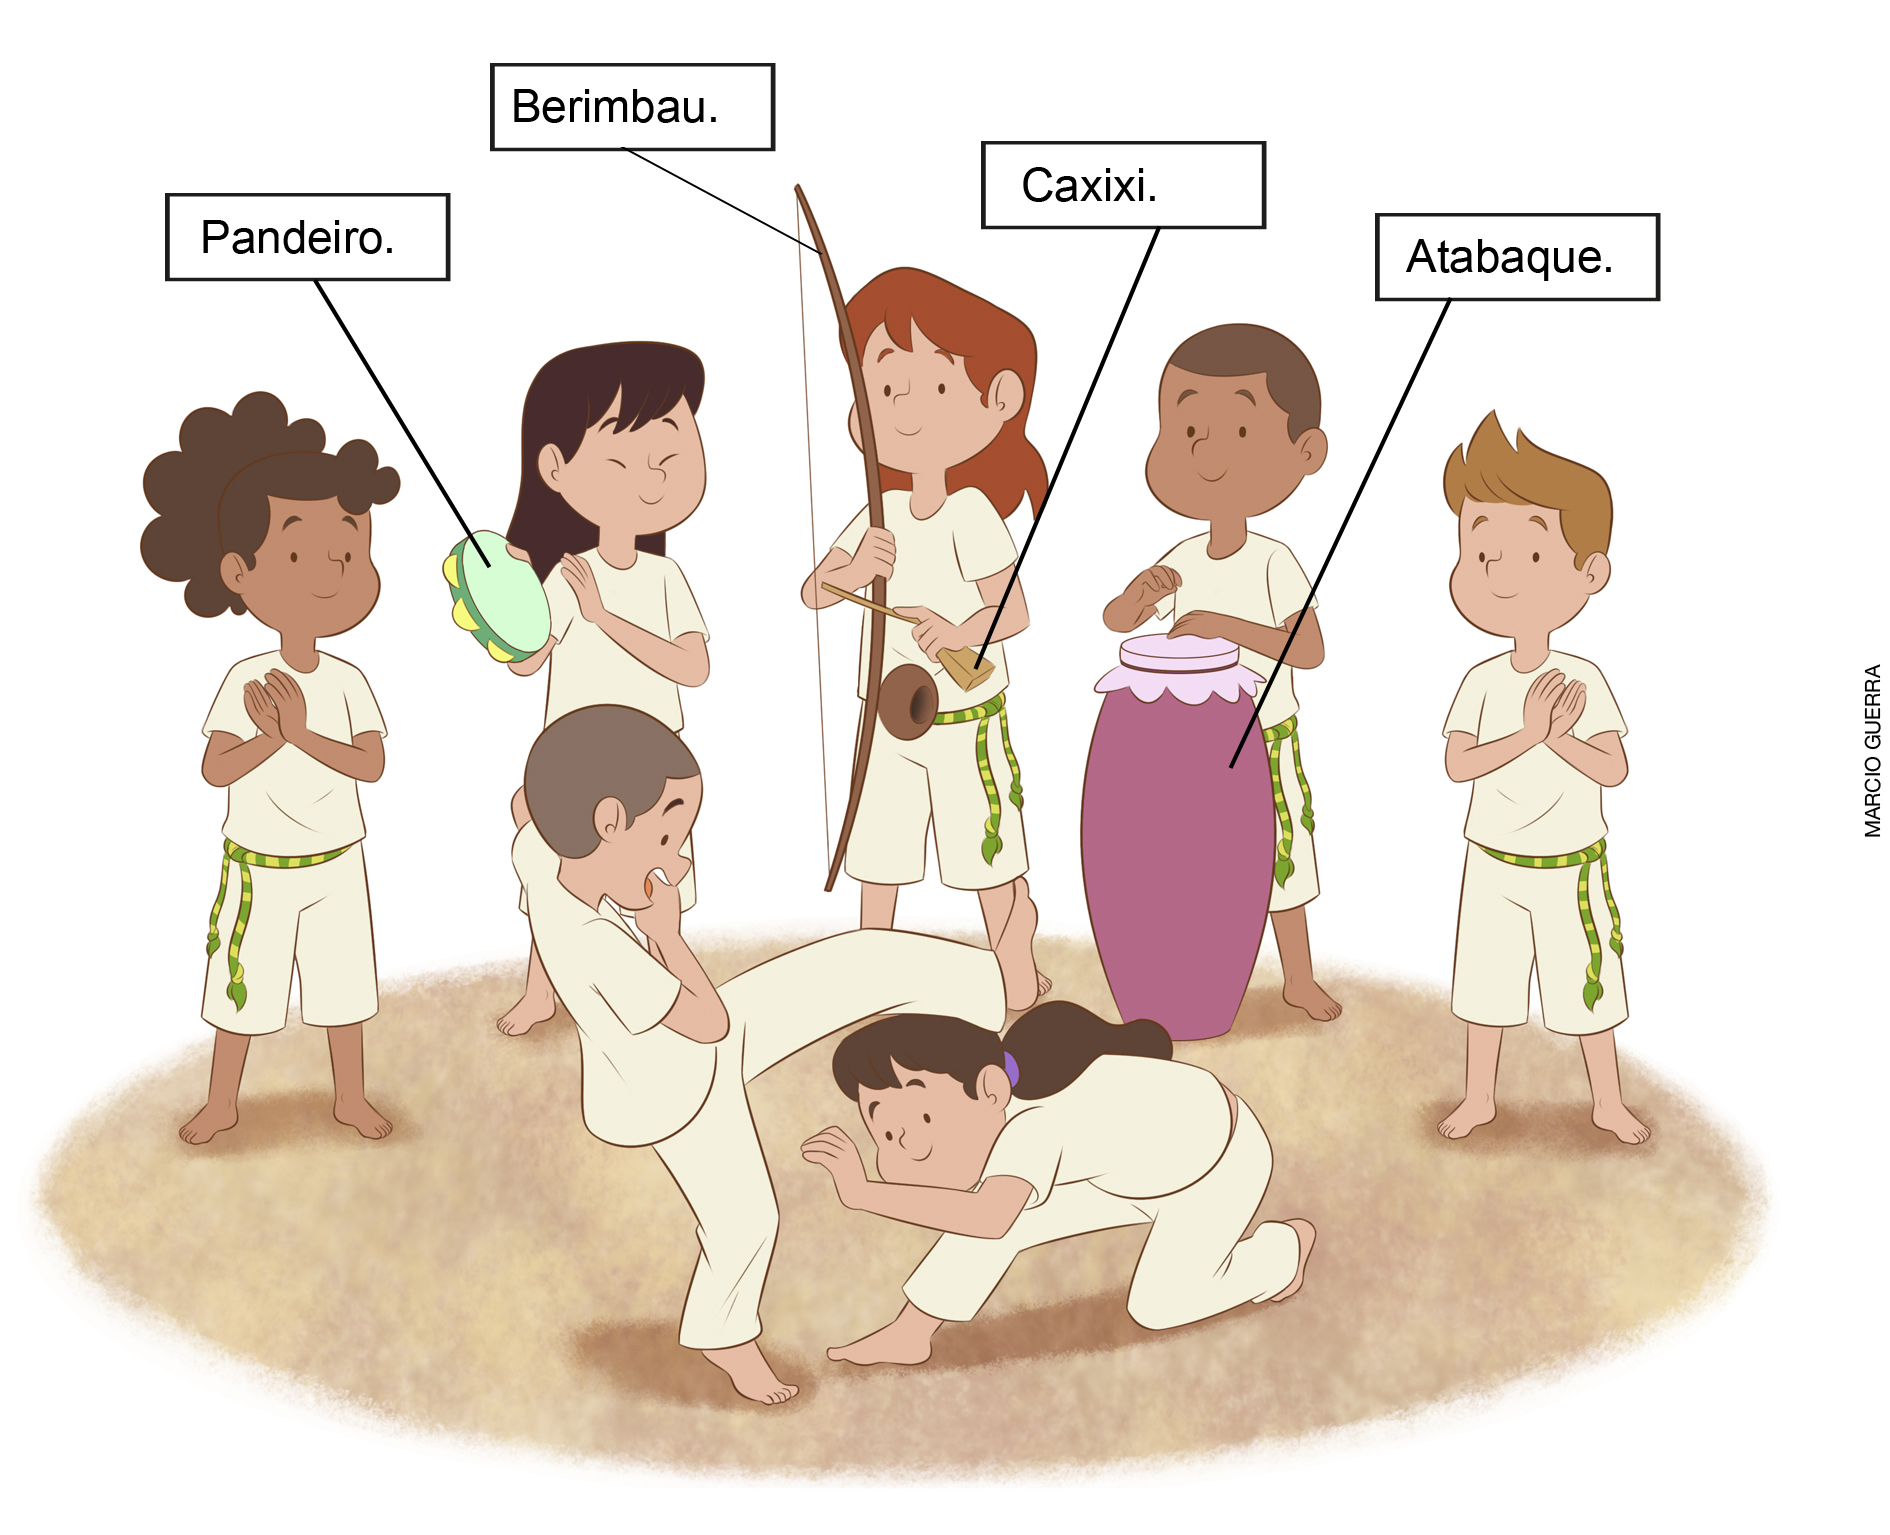 Berimbau.
Caxixi.
Pandeiro.
Atabaque.
MARCIO GUERRA